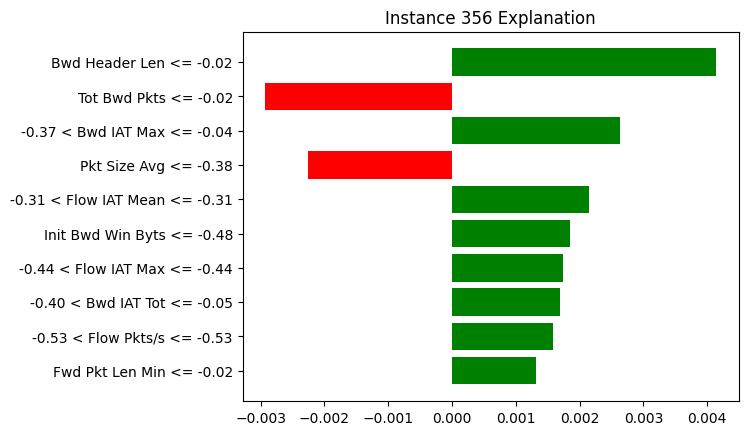 Instance 356 Explanation
Bwd Header Len <= -0.02
Tot Bwd Pkts <= -0.02
-0.37 < Bwd IAT Max <= -0.04
Pkt Size Avg <= -0.38
-0.31 < Flow IAT Mean <= -0.31
Init Bwd Win Byts <= -0.48
-0.44 < Flow IAT Max <= -0.44
-0.40 < Bwd IAT Tot <= -0.05
-0.53 < Flow Pkts/s <= -0.53
Fwd Pkt Len Min <= -0.02
−0.003 −0.002 −0.001 0.000 0.001 0.002 0.003 0.004